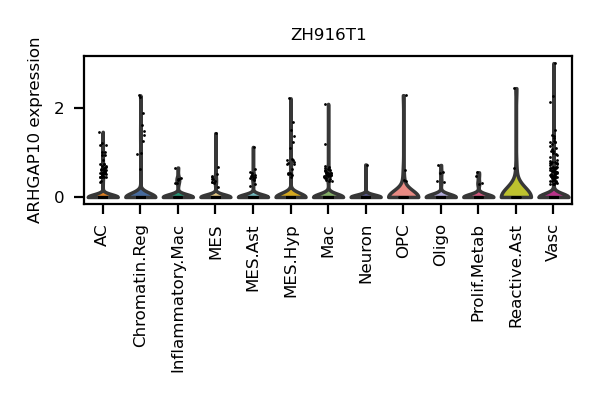 ZH916T1
ARHGAP10 expression
2
0
AC
Chromatin.Reg
Inflammatory.Mac
MES
MES.Ast
MES.Hyp
Mac
Neuron
OPC
Oligo
Prolif.Metab
Reactive.Ast
Vasc